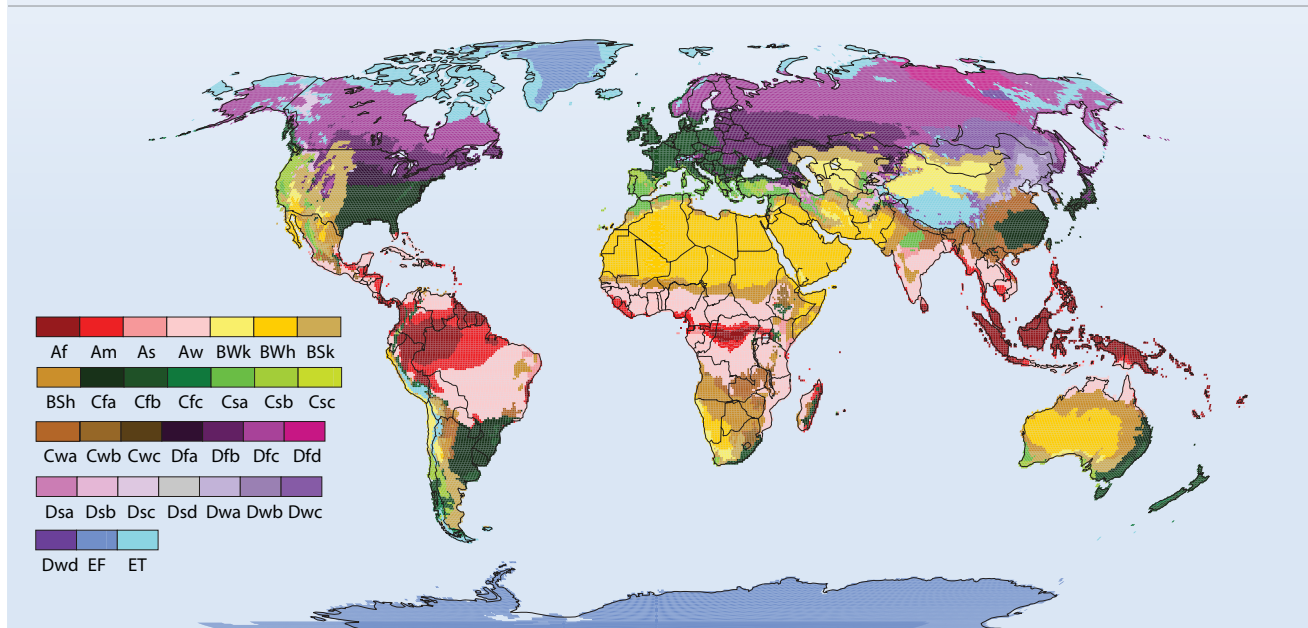 Af Am As Aw BWk BWh BSk
BSh Cfa Cfb Cfc Csa Csb Csc
Cwa Cwb Cwc Dfa Dfb Dfc Dfd
Dsa Dsb Dsc Dsd Dwa Dwb Dwc
Dwd EF ET